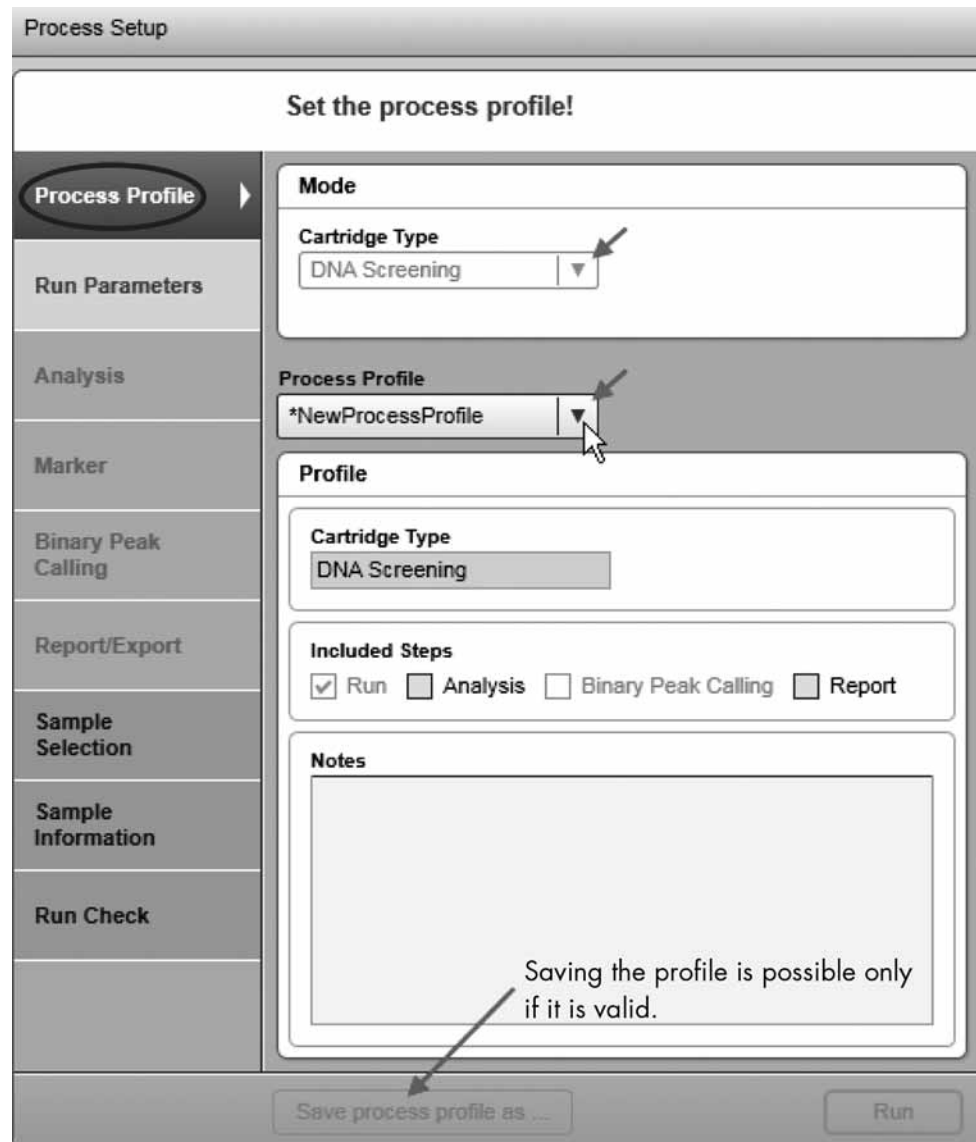 Process Setup
Set the process profile!
Process Profile
Run Parameters
Analysis
Marker
Binary Peak
Calling
Report/Export
Sample
Selection
Sample
Information
Run Check
Mode
Cartridge Type
DNA Screening
Process Profile
*NewProcessProfile
Profile
Cartridge Type
DNA Screening
Included Steps
Run Analysis Binary Peak Calling Report
Notes
Saving the profile is possible only
if it is valid.
Save process profile as ...
Run